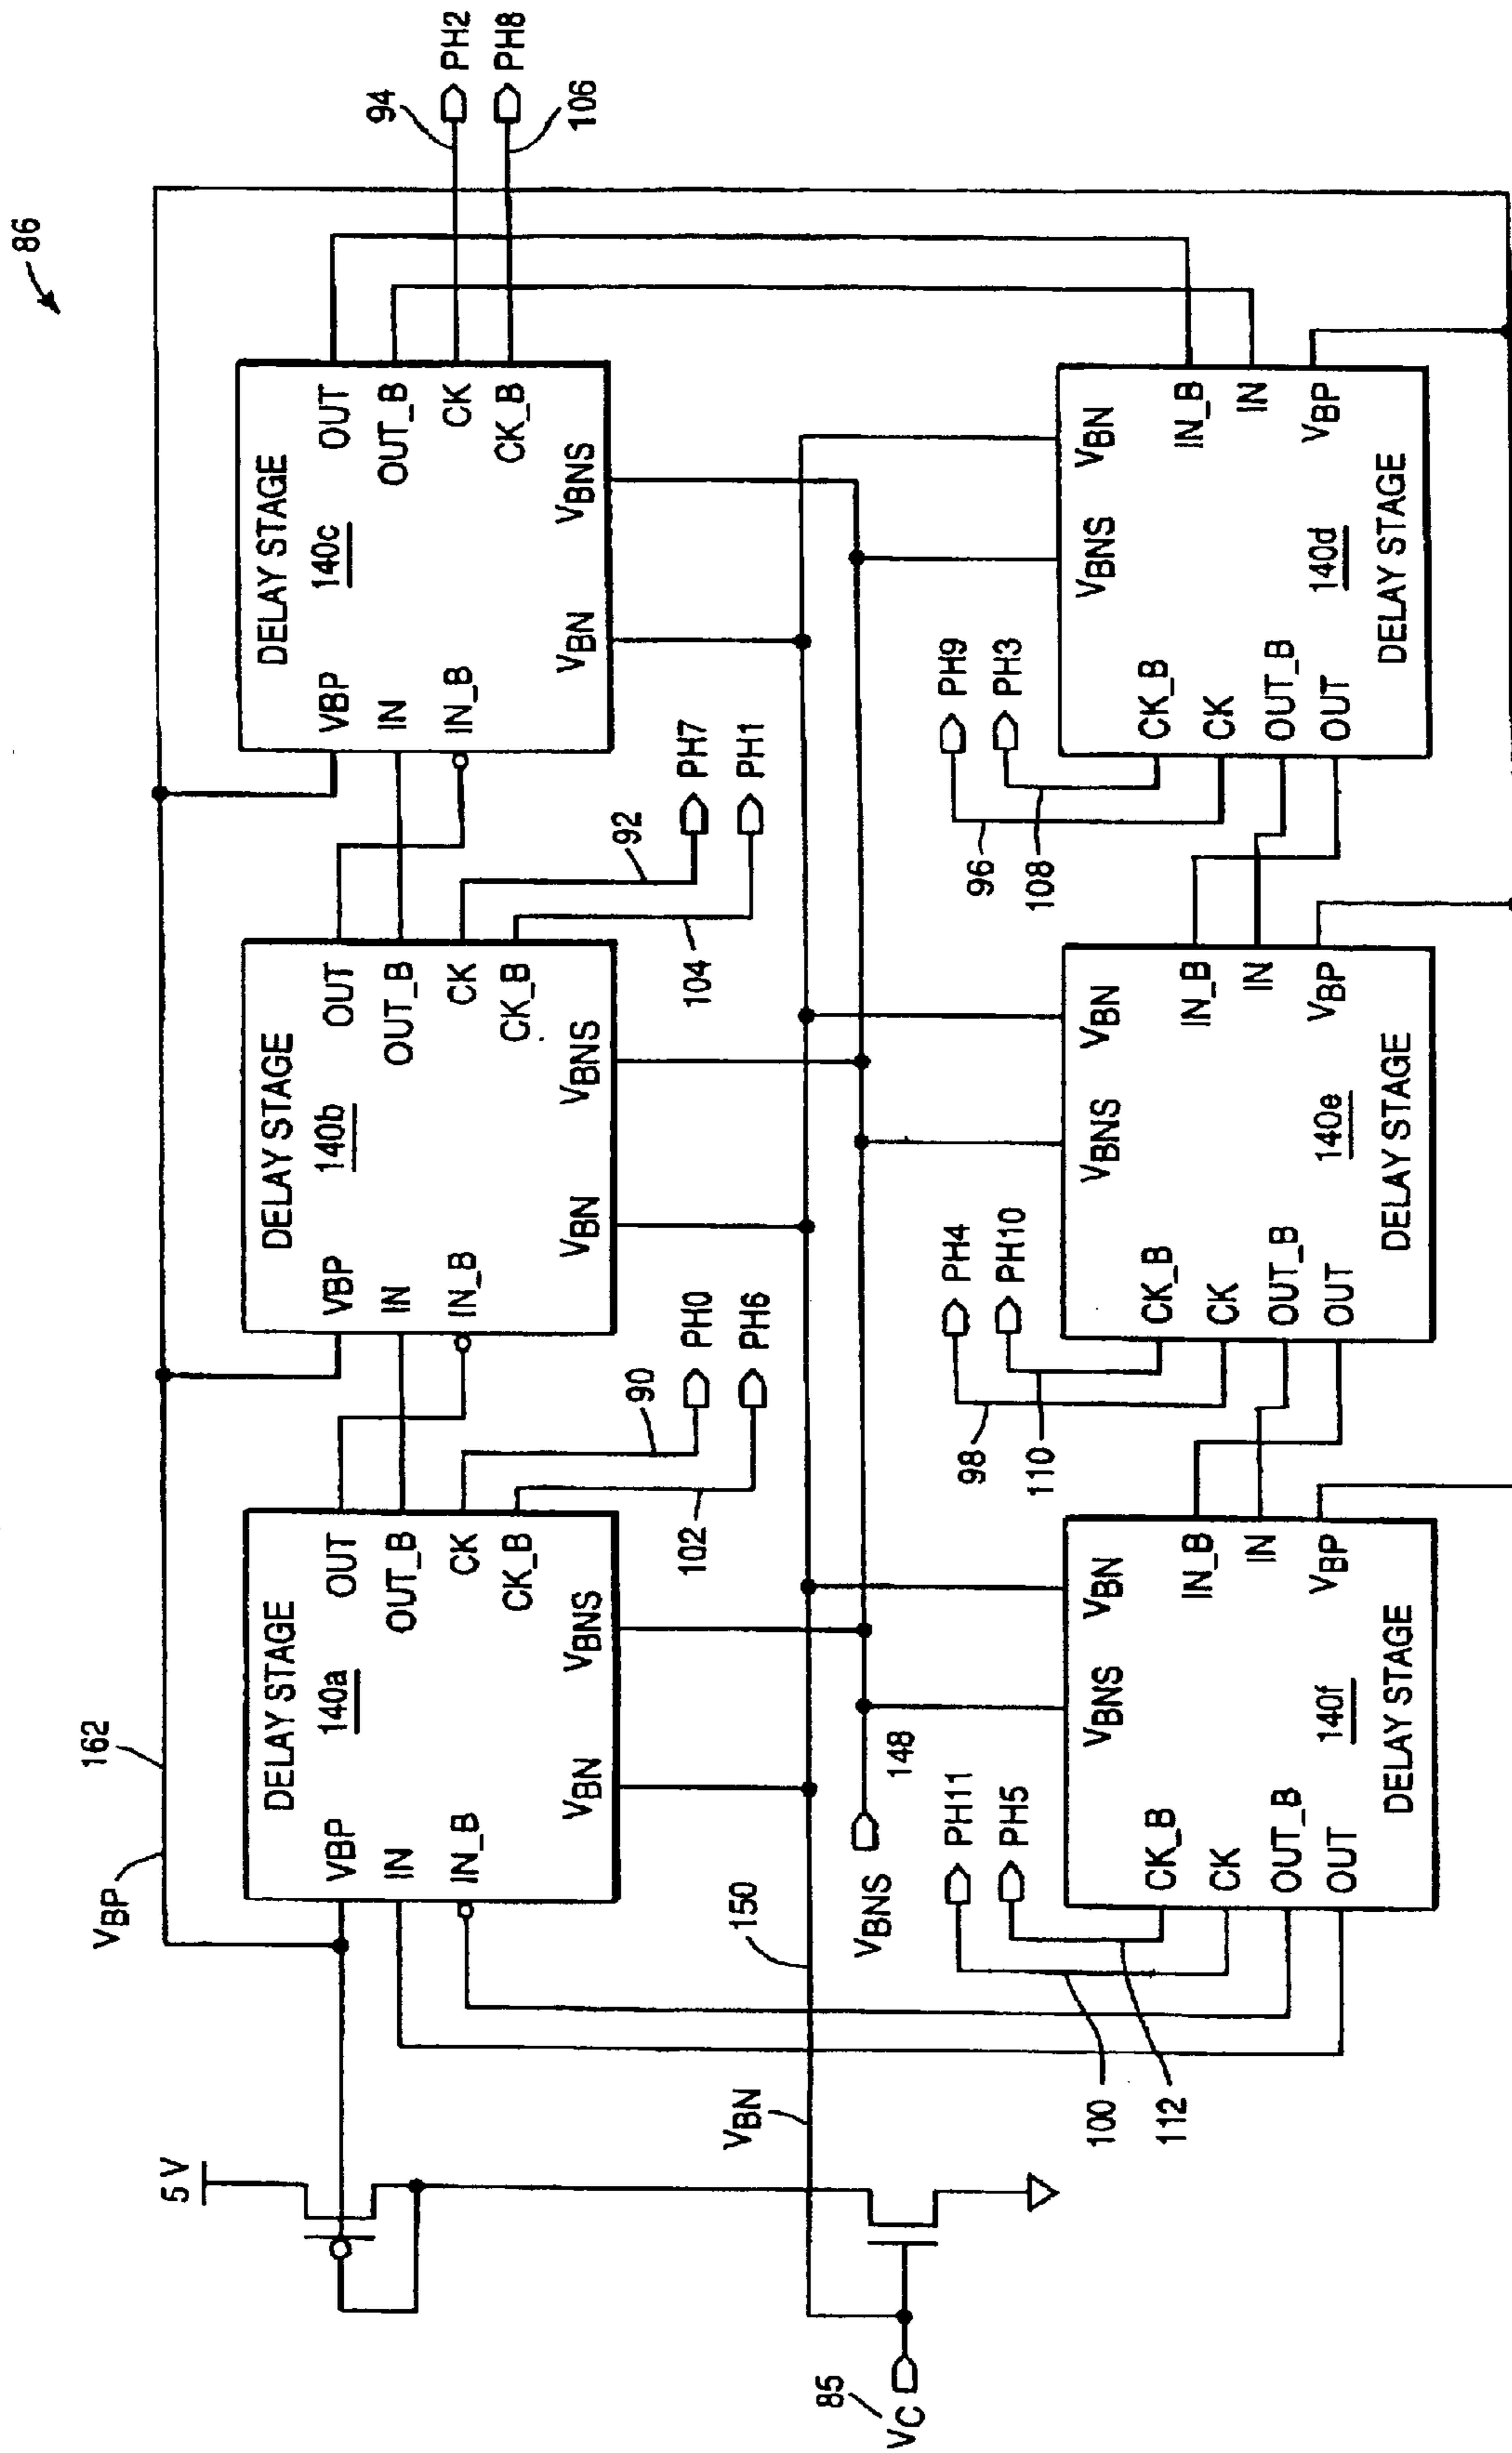 86
VBP
162
5 V
DELAY STAGE
140a
VBP
IN
IN_B
OUT
OUT_B
CK
CK_B
VBN
VBNS
90
PH0
102
PH6
DELAY STAGE
140b
VBP
IN
IN_B
OUT
OUT_B
CK
CK_B
VBN
VBNS
92
PH7
104
PH1
DELAY STAGE
140c
VBP
IN
IN_B
OUT
OUT_B
CK
CK_B
VBN
VBNS
94
PH2
PH8
106
VBN
150
VBNS
148
85
VC
PH11
PH5
100
112
VBNS
VBN
CK_B
CK
OUT_B
OUT
IN_B
IN
VBP
140f
DELAY STAGE
PH4
PH10
98
110
VBNS
VBN
CK_B
CK
OUT_B
OUT
IN_B
IN
VBP
140e
DELAY STAGE
PH9
PH3
96
108
VBNS
VBN
CK_B
CK
OUT_B
OUT
IN_B
IN
VBP
140d
DELAY STAGE